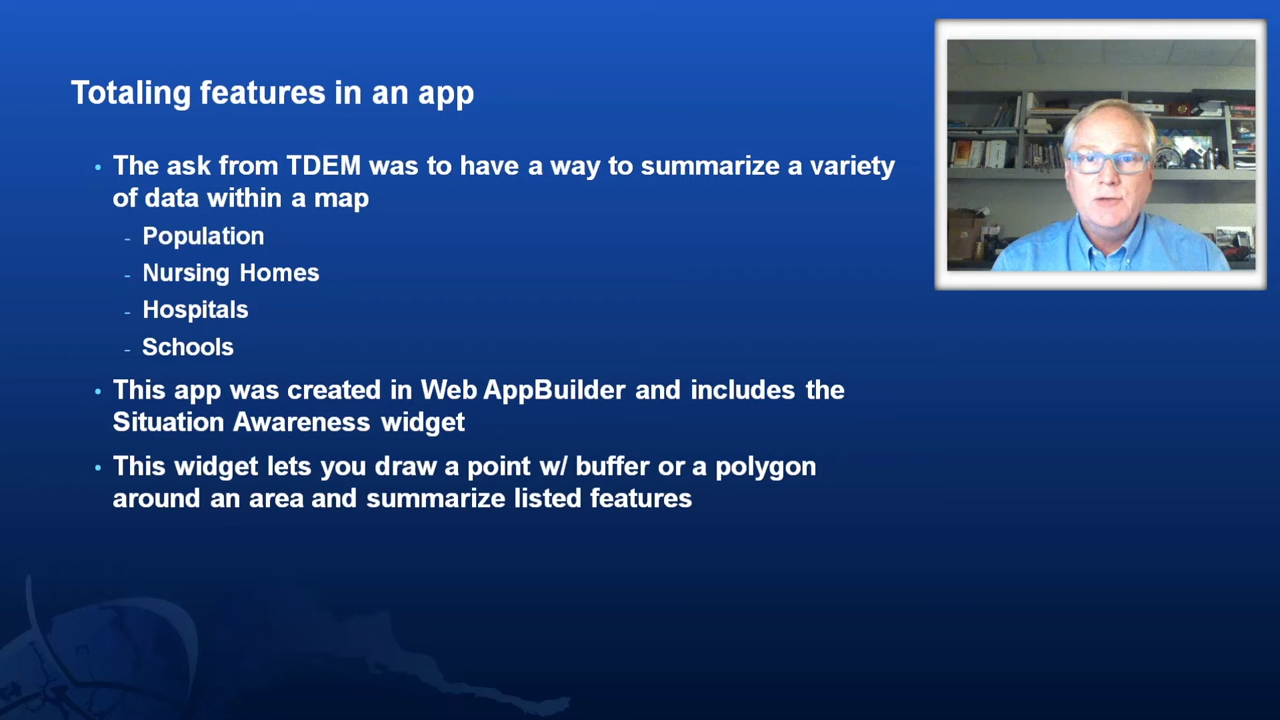 Totaling features in an app
• The ask from TDEM was to have a way to summarize a variety
of data within a map
- Population
- Nursing Homes
- Hospitals
- Schools
• This app was created in Web AppBuilder and includes the
Situation Awareness widget
• This widget lets you draw a point w/ buffer or a polygon
around an area and summarize listed features